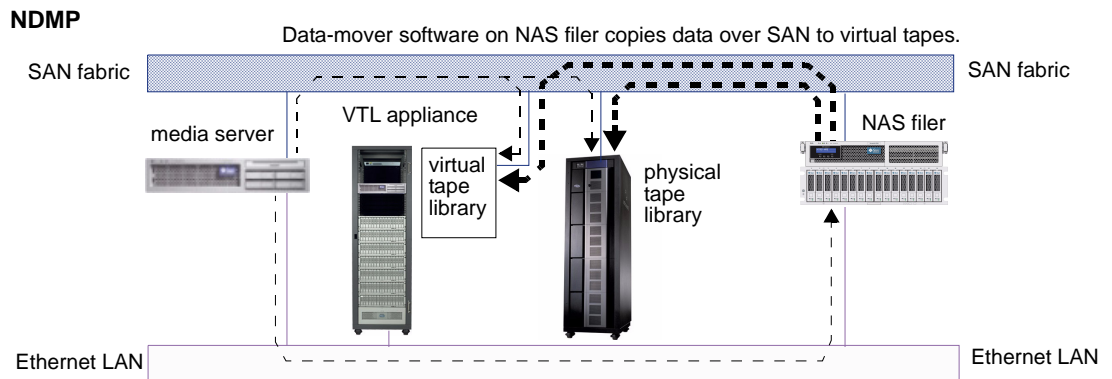 NDMP
Data-mover software on NAS filer copies data over SAN to virtual tapes.
SAN fabric
SAN fabric
media server
VTL appliance
NAS filer
virtual
tape
library
physical
tape
library
Ethernet LAN
Ethernet LAN